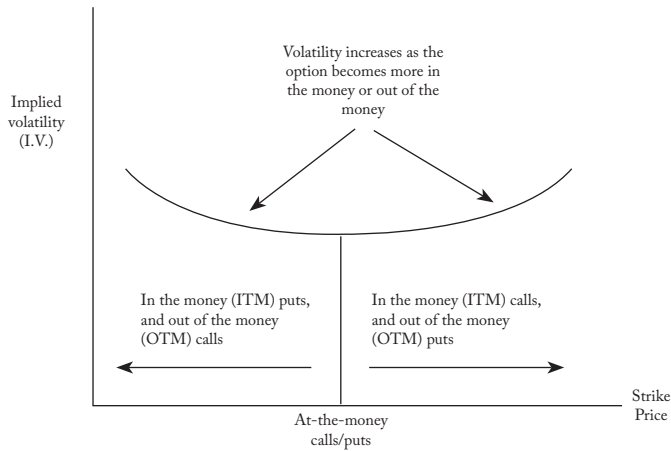 Volatility increases as the
option becomes more in
the money or out of the
money
Implied
volatility
(I.V.)
In the money (ITM) puts,
and out of the money
(OTM) calls
In the money (ITM) calls,
and out of the money
(OTM) puts
At-the-money
calls/puts
Strike
Price